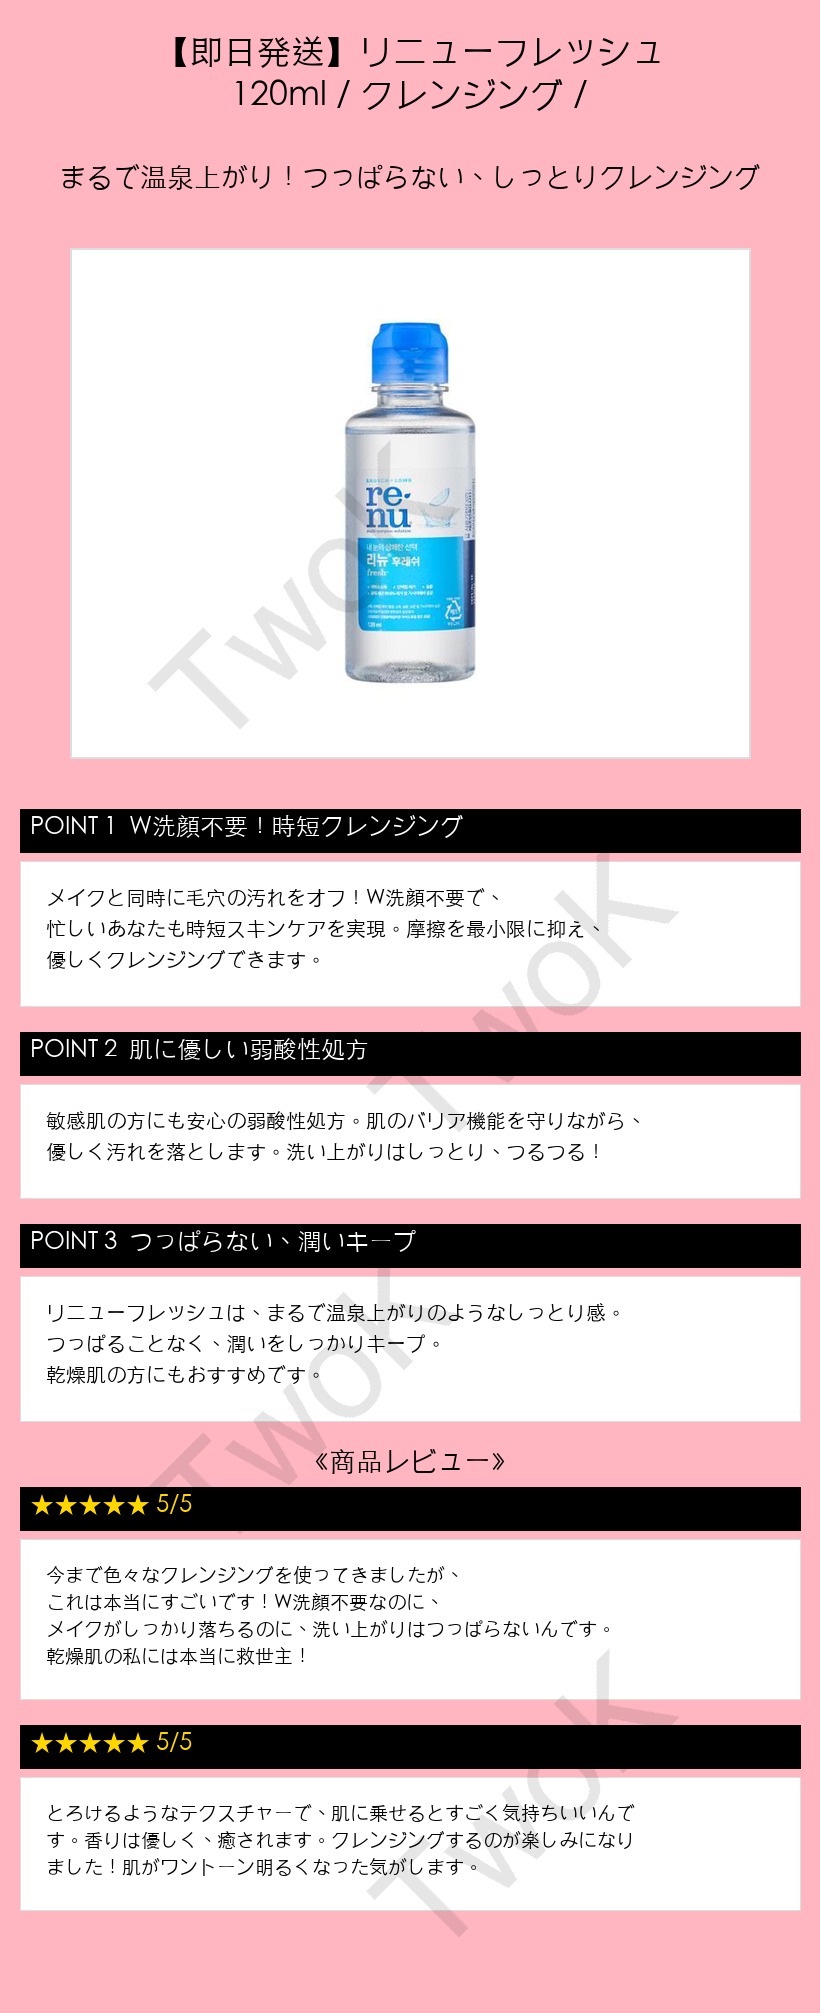 【即日発送】リニューフレッシュ
120ml / クレンジング /
まるで温泉上がり！つっぱらない、しっとりクレンジング
BAUSCH + LOMB
re
nu
내 눈의 상쾌한 선택
리뉴 후레쉬
fresh
120 ml
TwoK
POINT 1 W洗顔不要！時短クレンジング
メイクと同時に毛穴の汚れをオフ！W洗顔不要で、
忙しいあなたも時短スキンケアを実現。摩擦を最小限に抑え、
優しくクレンジングできます。
TwoK
POINT 2 肌に優しい弱酸性処方
敏感肌の方にも安心の弱酸性処方。肌のバリア機能を守りながら、
優しく汚れを落とします。洗い上がりはしっとり、つるつる！
POINT 3 つっぱらない、潤いキープ
リニューフレッシュは、まるで温泉上がりのようなしっとり感。
つっぱることなく、潤いをしっかりキープ。
乾燥肌の方にもおすすめです。
TwoK
《商品レビュー》
★★★★★ 5/5
今まで色々なクレンジングを使ってきましたが、
これは本当にすごいです！W洗顔不要なのに、
メイクがしっかり落ちるのに、洗い上がりはつっぱらないんです。
乾燥肌の私には本当に救世主！
★★★★★ 5/5
とろけるようなテクスチャーで、肌に乗せるとすごく気持ちいいんで
す。香りは優しく、癒されます。クレンジングするのが楽しみになり
ました！肌がワントーン明るくなった気がします。
TwoK